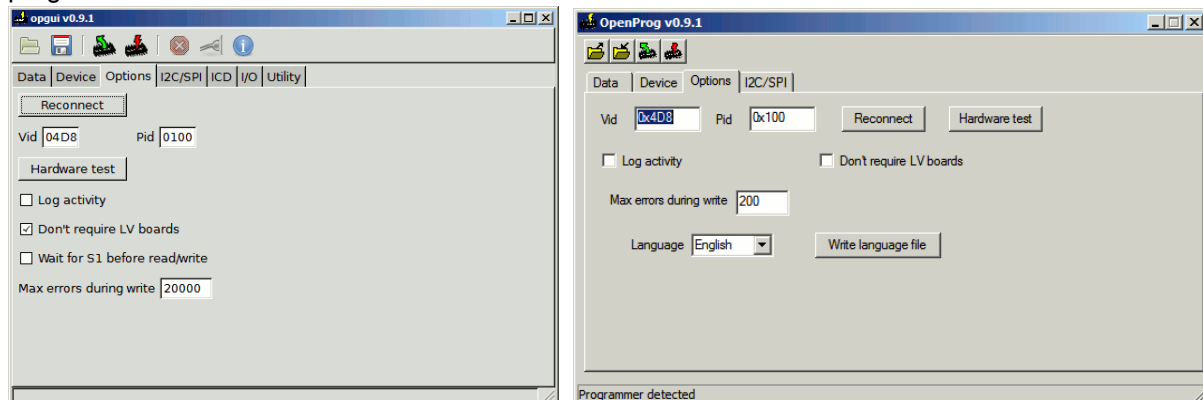 opgui v0.9.1
Data Device Options I2C/SPI ICD I/O Utility
Reconnect
Vid 04D8 Pid 0100
Hardware test
Log activity
Don't require LV boards
Wait for S1 before read/write
Max errors during write 20000
OpenProg v0.9.1
Data Device Options I2C/SPI
Vid 0x4D8 Pid 0x100 Reconnect Hardware test
Log activity Don't require LV boards
Max errors during write 200
Language English Write language file
Programmer detected